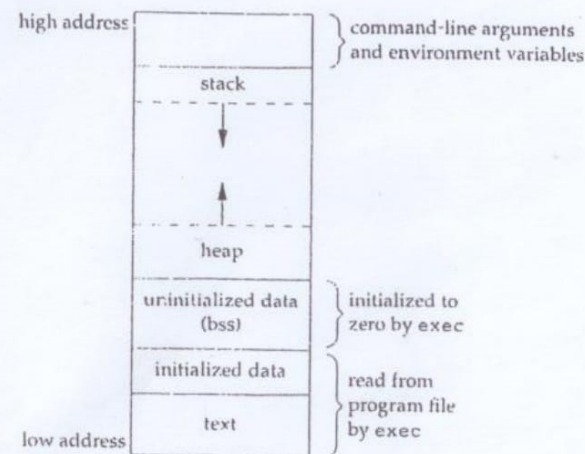 high address
command-line arguments
and environment variables
stack
heap
uninitialized data
(bss)
initialized to
zero by exec
initialized data
read from
program file
by exec
text
low address